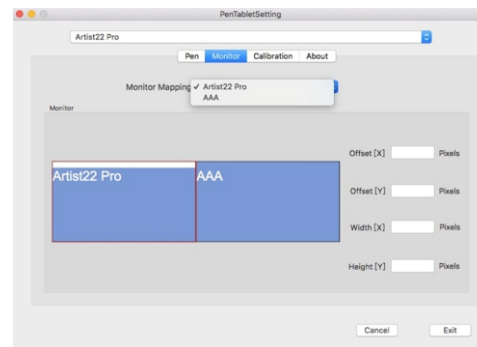 PenTabletSetting
Artist22 Pro
Pen Monitor Calibration About
Monitor Mapping ✓ Artist22 Pro
AAA
Monitor
Artist22 Pro AAA
Offset [X] Pixels
Offset [Y] Pixels
Width [X] Pixels
Height [Y] Pixels
Cancel Exit